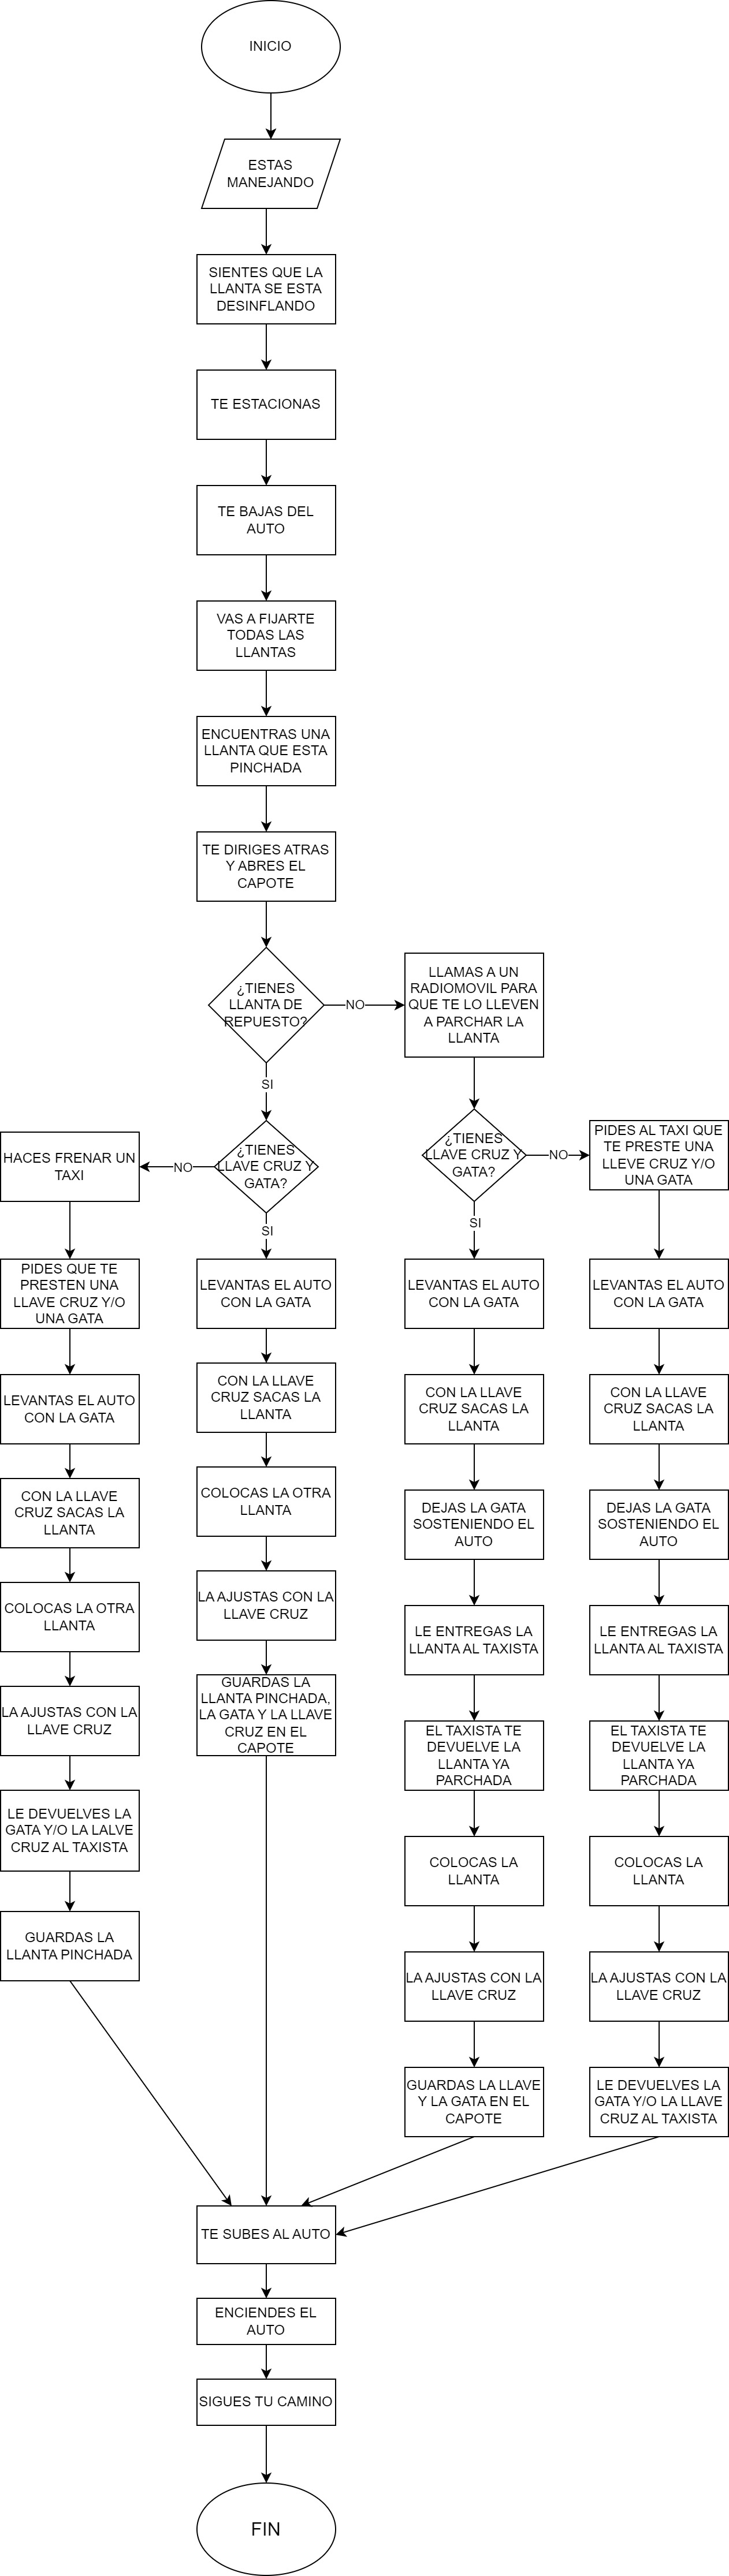 INICIO
ESTAS
MANEJANDO
SIENTES QUE LA
LLANTA SE ESTA
DESINFLANDO
TE ESTACIONAS
TE BAJAS DEL
AUTO
VAS A FIJARTE
TODAS LAS
LLANTAS
ENCUENTRAS UNA
LLANTA QUE ESTA
PINCHADA
TE DIRIGES ATRAS
Y ABRES EL
CAPOTE
¿TIENES
LLANTA DE
REPUESTO?
NO
LLAMAS A UN
RADIOMOVIL PARA
QUE TE LO LLEVEN
A PARCHAR LA
LLANTA
SI
¿TIENES
LLAVE CRUZ Y
GATA?
NO
HACES FRENAR UN
TAXI
PIDES QUE TE
PRESTEN UNA
LLAVE CRUZ Y/O
UNA GATA
LEVANTAS EL AUTO
CON LA GATA
CON LA LLAVE
CRUZ SACAS LA
LLANTA
COLOCAS LA OTRA
LLANTA
LA AJUSTAS CON LA
LLAVE CRUZ
LE DEVUELVES LA
GATA Y/O LA LALVE
CRUZ AL TAXISTA
GUARDAS LA
LLANTA PINCHADA
SI
LEVANTAS EL AUTO
CON LA GATA
CON LA LLAVE
CRUZ SACAS LA
LLANTA
COLOCAS LA OTRA
LLANTA
LA AJUSTAS CON LA
LLAVE CRUZ
GUARDAS LA
LLANTA PINCHADA,
LA GATA Y LA LLAVE
CRUZ EN EL
CAPOTE
¿TIENES
LLAVE CRUZ Y
GATA?
SI
LEVANTAS EL AUTO
CON LA GATA
CON LA LLAVE
CRUZ SACAS LA
LLANTA
DEJAS LA GATA
SOSTENIENDO EL
AUTO
LE ENTREGAS LA
LLANTA AL TAXISTA
EL TAXISTA TE
DEVUELVE LA
LLANTA YA
PARCHADA
COLOCAS LA
LLANTA
LA AJUSTAS CON LA
LLAVE CRUZ
GUARDAS LA LLAVE
Y LA GATA EN EL
CAPOTE
NO
PIDES AL TAXI QUE
TE PRESTE UNA
LLEVE CRUZ Y/O
UNA GATA
LEVANTAS EL AUTO
CON LA GATA
CON LA LLAVE
CRUZ SACAS LA
LLANTA
DEJAS LA GATA
SOSTENIENDO EL
AUTO
LE ENTREGAS LA
LLANTA AL TAXISTA
EL TAXISTA TE
DEVUELVE LA
LLANTA YA
PARCHADA
COLOCAS LA
LLANTA
LA AJUSTAS CON LA
LLAVE CRUZ
LE DEVUELVES LA
GATA Y/O LA LLAVE
CRUZ AL TAXISTA
TE SUBES AL AUTO
ENCIENDES EL
AUTO
SIGUES TU CAMINO
FIN